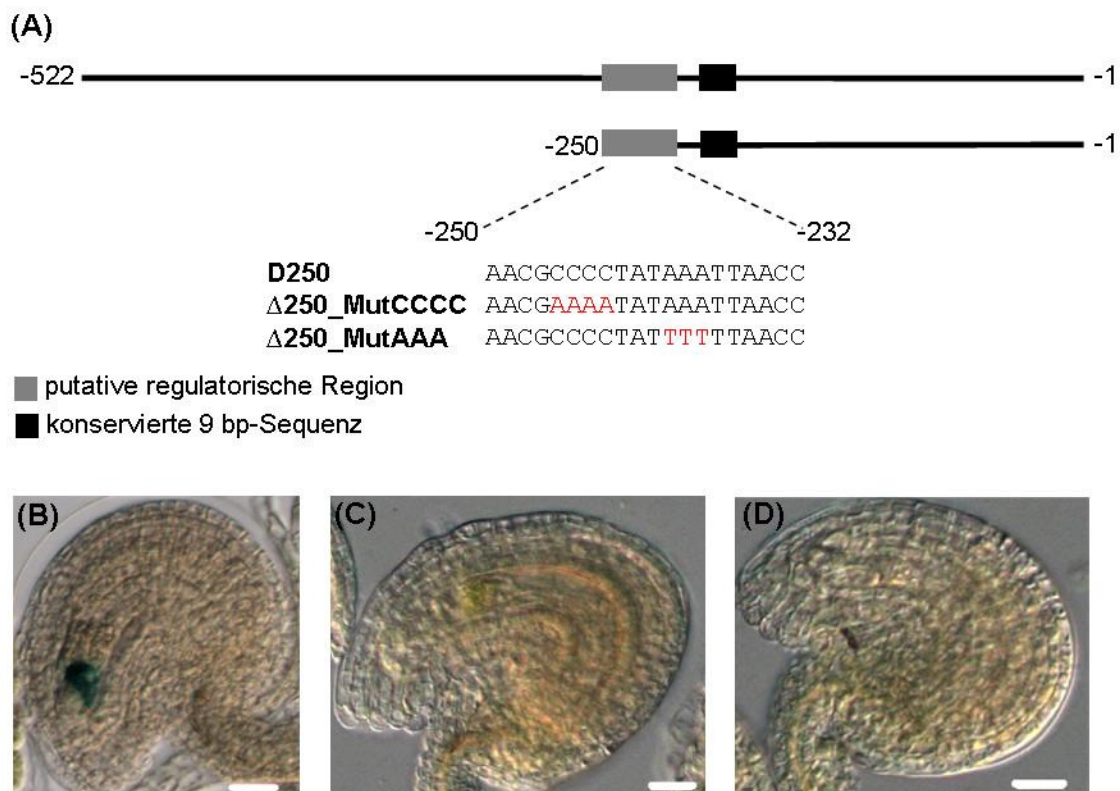 (A)
-522 -1
-250 -1
-250 -232
D250 AACGCCCCTATAAATTAACC
Δ250_MutCCCC AACGAAAATATAAATTAACC
Δ250_MutAAA AACGCCCCTATTTTTTAACC
putative regulatorische Region
konservierte 9 bp-Sequenz
(B) (C) (D)